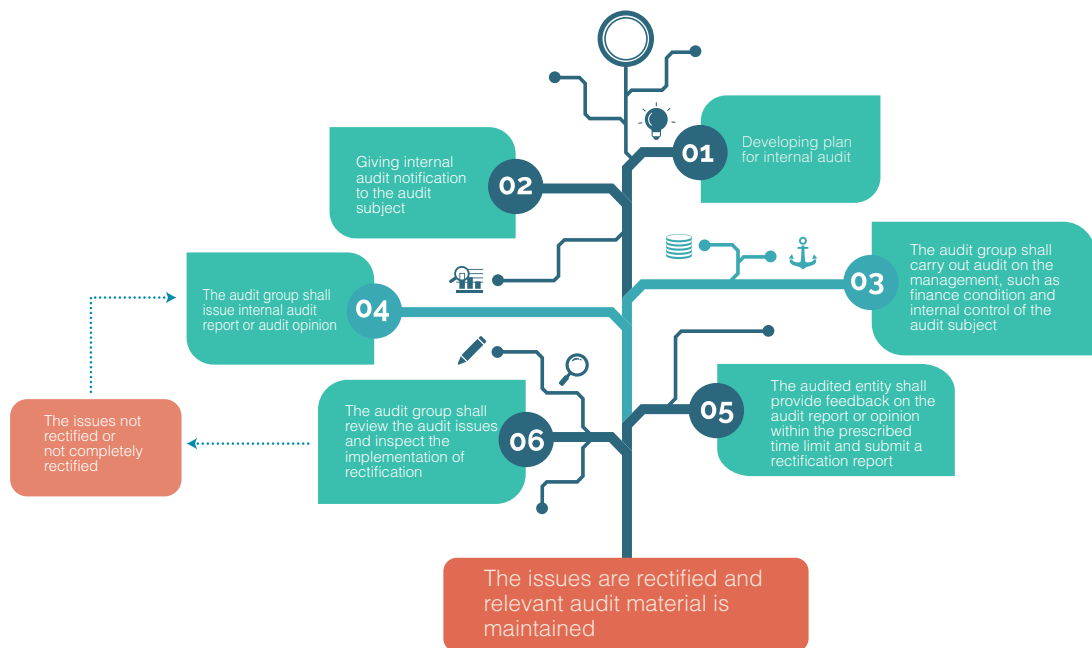 01
Developing plan
for internal audit
02
Giving internal
audit notification
to the audit
subject
03
The audit group shall
carry out audit on the
management, such as
finance condition and
internal control of the
audit subject
04
The audit group shall
issue internal audit
report or audit opinion
05
The audited entity shall
provide feedback on the
audit report or opinion
within the prescribed
time limit and submit a
rectification report
06
The audit group shall
review the audit issues
and inspect the
implementation of
rectification
The issues not
rectified or
not completely
rectified
The issues are rectified and
relevant audit material is
maintained